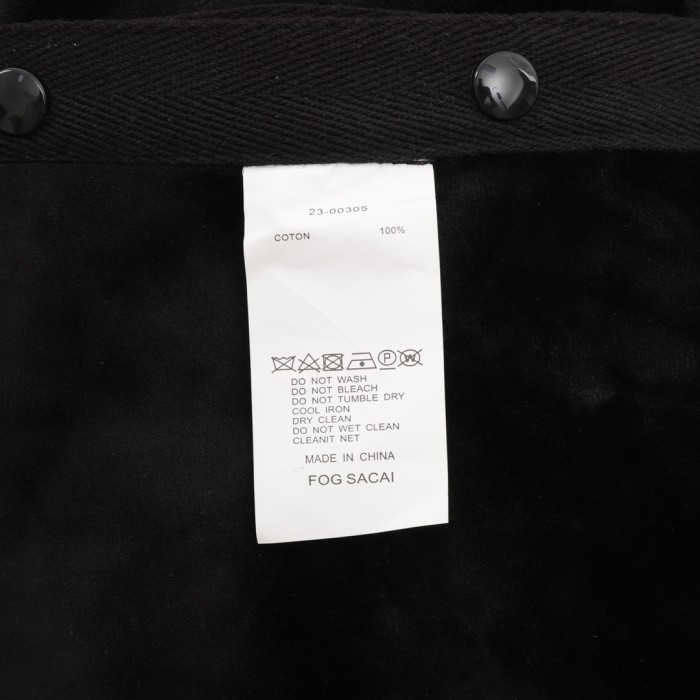 23-00305
COTON 100%
P W
DO NOT WASH
DO NOT BLEACH
DO NOT TUMBLE DRY
COOL IRON
DRY CLEAN
DO NOT WET CLEAN
CLEANIT NET
MADE IN CHINA
FOG SACAI